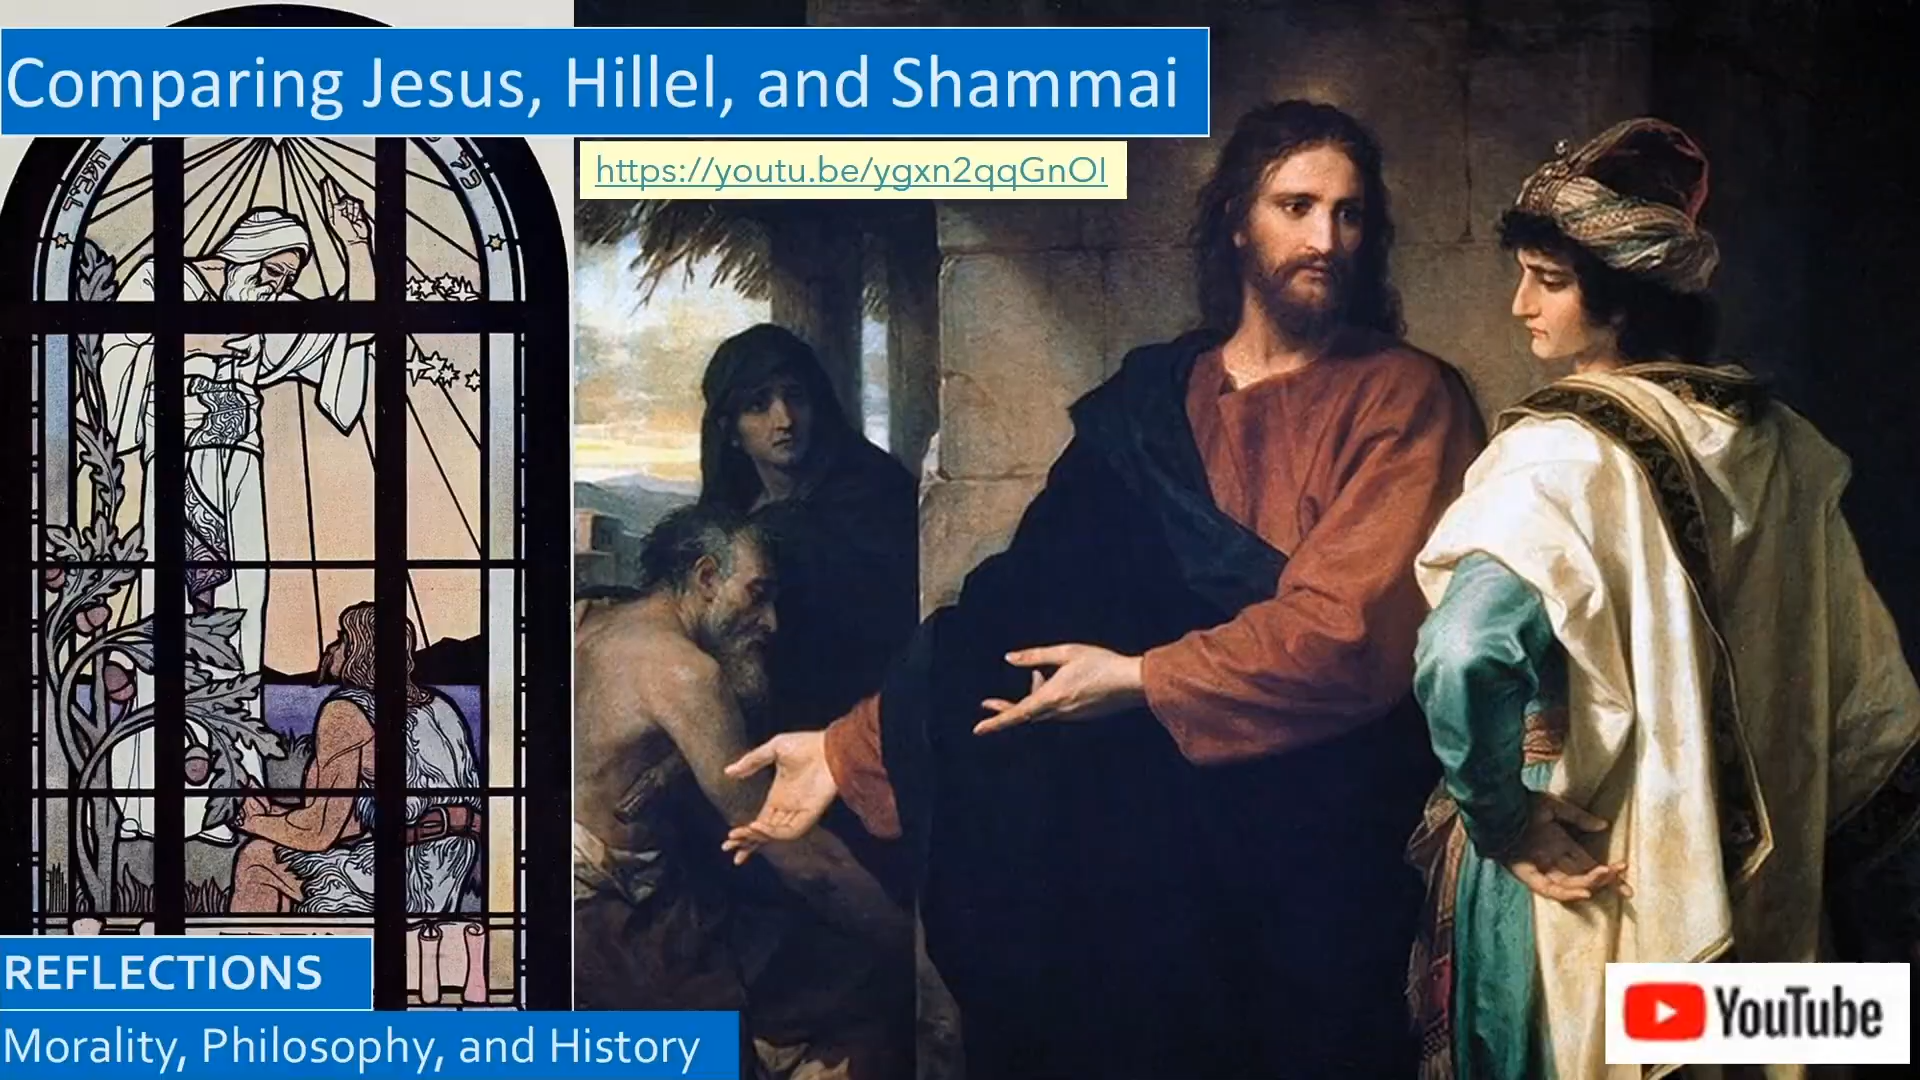 Comparing Jesus, Hillel, and Shammai
https://youtu.be/ygxn2qqGnOI
REFLECTIONS
Morality, Philosophy, and History
YouTube